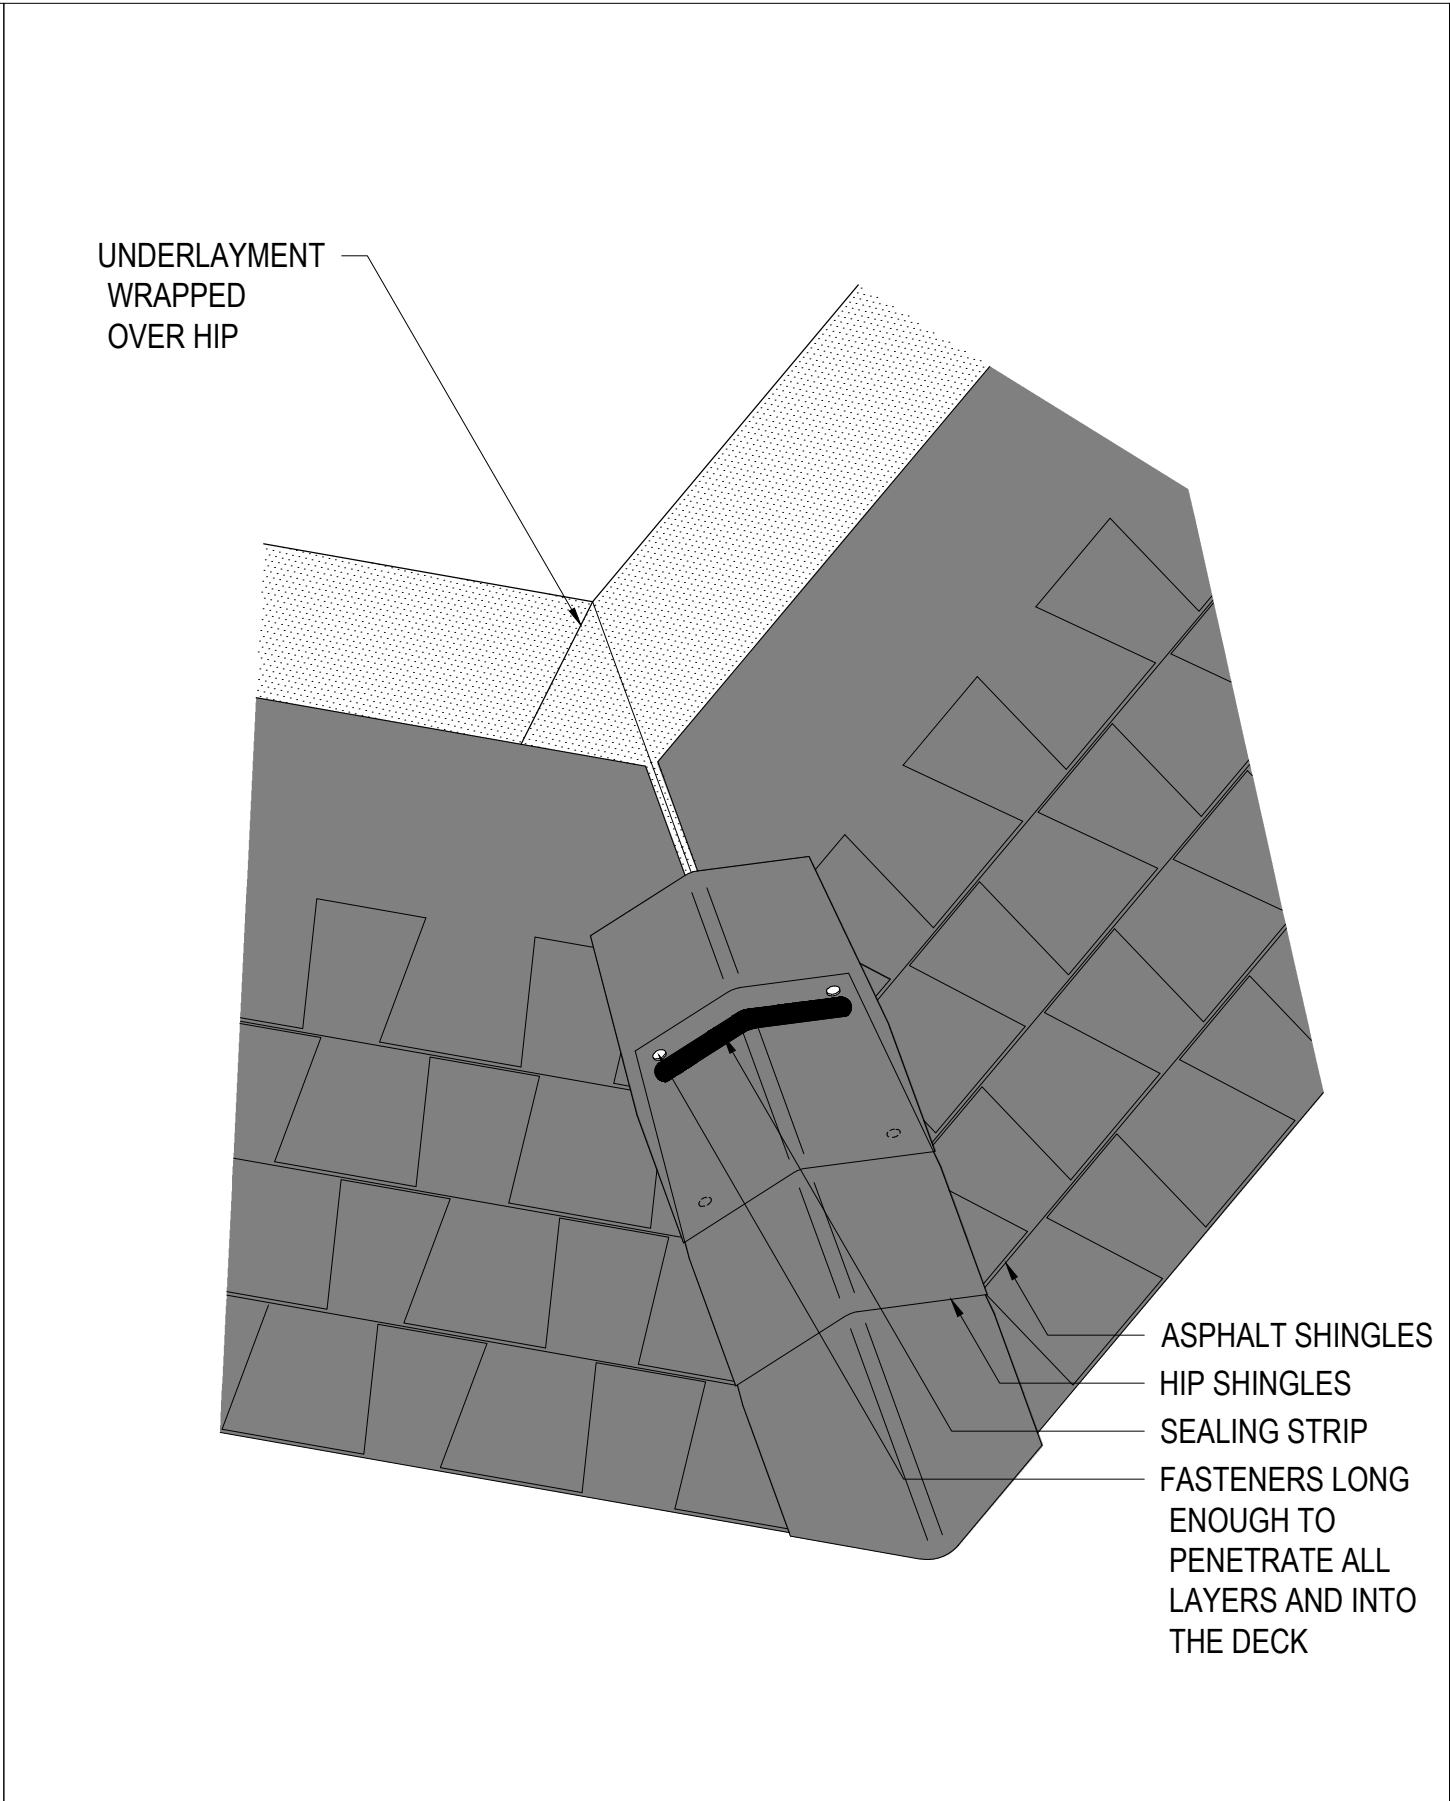 UNDERLAYMENT
WRAPPED
OVER HIP
ASPHALT SHINGLES
HIP SHINGLES
SEALING STRIP
FASTENERS LONG
ENOUGH TO
PENETRATE ALL
LAYERS AND INTO
THE DECK